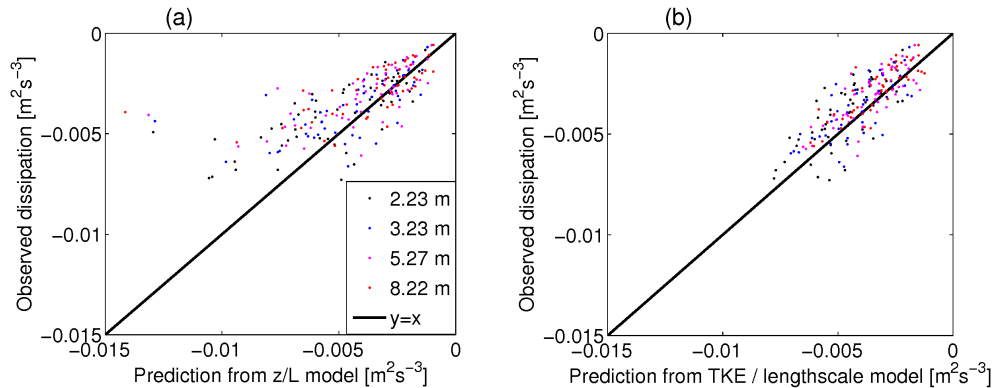 (a)
0
−0.005
−0.01
−0.015
−0.015
−0.01
−0.005
0
Observed dissipation [m²s⁻³]
Prediction from z/L model [m²s⁻³]
2.23 m
3.23 m
5.27 m
8.22 m
y=x
(b)
0
−0.005
−0.01
−0.015
−0.015
−0.01
−0.005
0
Observed dissipation [m²s⁻³]
Prediction from TKE / lengthscale model [m²s⁻³]